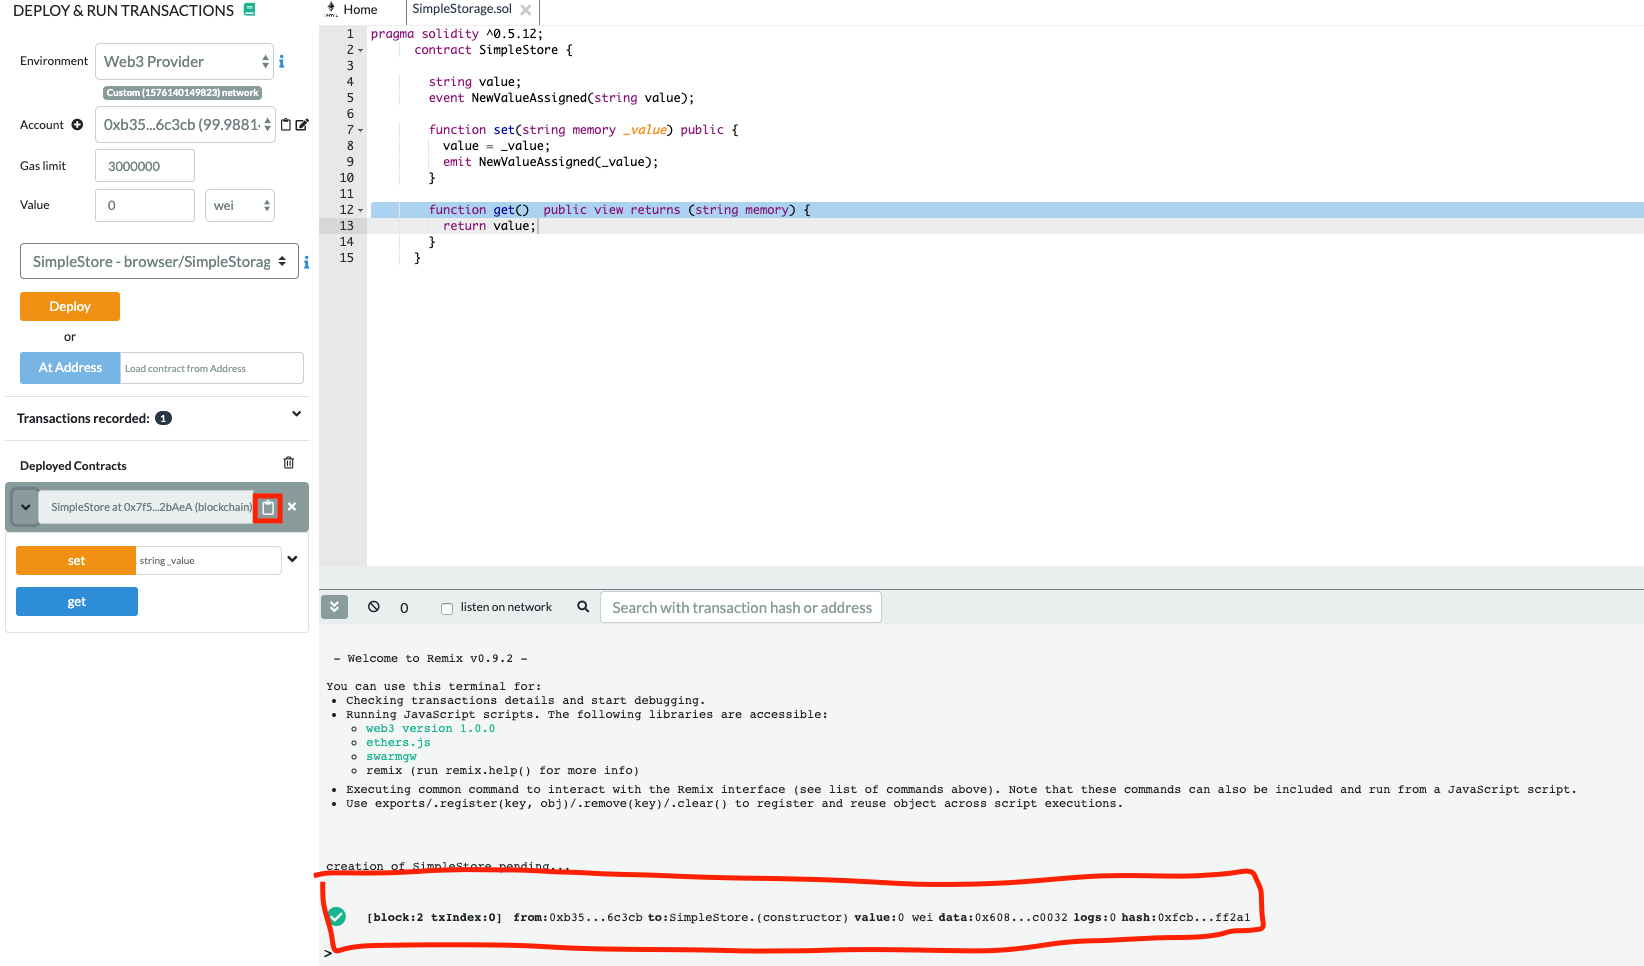 DEPLOY & RUN TRANSACTIONS
Environment
Web3 Provider
Custom (1576140149823) network
Account
0xb35...6c3cb (99.9881
Gas limit
3000000
Value
0
wei
SimpleStore - browser/SimpleStorag
Deploy
or
At Address
Load contract from Address
Transactions recorded: 1
Deployed Contracts
SimpleStore at 0x7f5...2bAeA (blockchain)
set
string _value
get
Home
SimpleStorage.sol
1 pragma solidity ^0.5.12;
2 contract SimpleStore {
3
4 string value;
5 event NewValueAssigned(string value);
6
7 function set(string memory _value) public {
8 value = _value;
9 emit NewValueAssigned(_value);
10 }
11
12 function get()  public view returns (string memory) {
13 return value;
14 }
15 }
0
listen on network
Search with transaction hash or address
- Welcome to Remix v0.9.2 -
You can use this terminal for:
• Checking transactions details and start debugging.
• Running JavaScript scripts. The following libraries are accessible:
web3 version 1.0.0
ethers.js
swarmgw
remix (run remix.help() for more info)
• Executing common command to interact with the Remix interface (see list of commands above). Note that these commands can also be included and run from a JavaScript script.
• Use exports/.register(key, obj)/.remove(key)/.clear() to register and reuse object across script executions.
creation of SimpleStore pending...
[block:2 txIndex:0] from:0xb35...6c3cb to:SimpleStore.(constructor) value:0 wei data:0x608...c0032 logs:0 hash:0xfcb...ff2a1
>